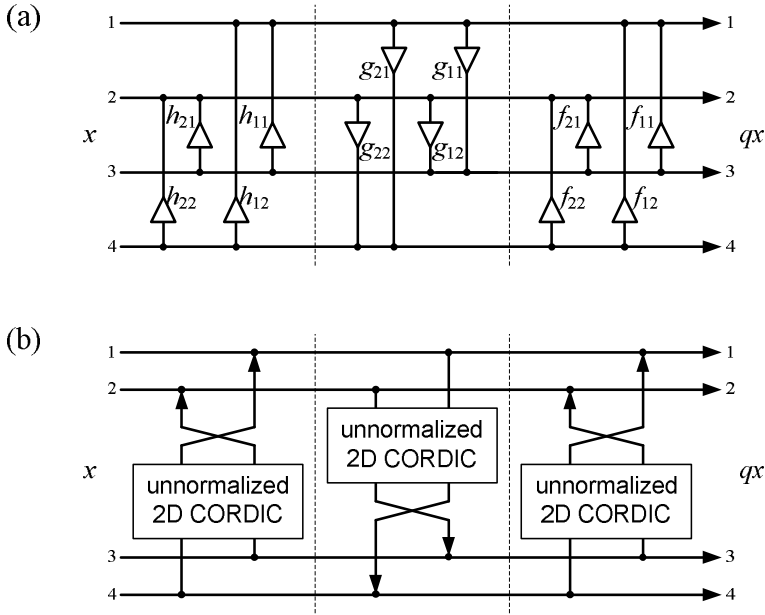 (a)
1 1
g21 g11
2 2
h21 h11 f21 f11
x qx
g22 g12
3 3
h22 h12 f22 f12
4 4
(b)
1 1
2 2
unnormalized
2D CORDIC
x qx
unnormalized
2D CORDIC
unnormalized
2D CORDIC
3 3
4 4